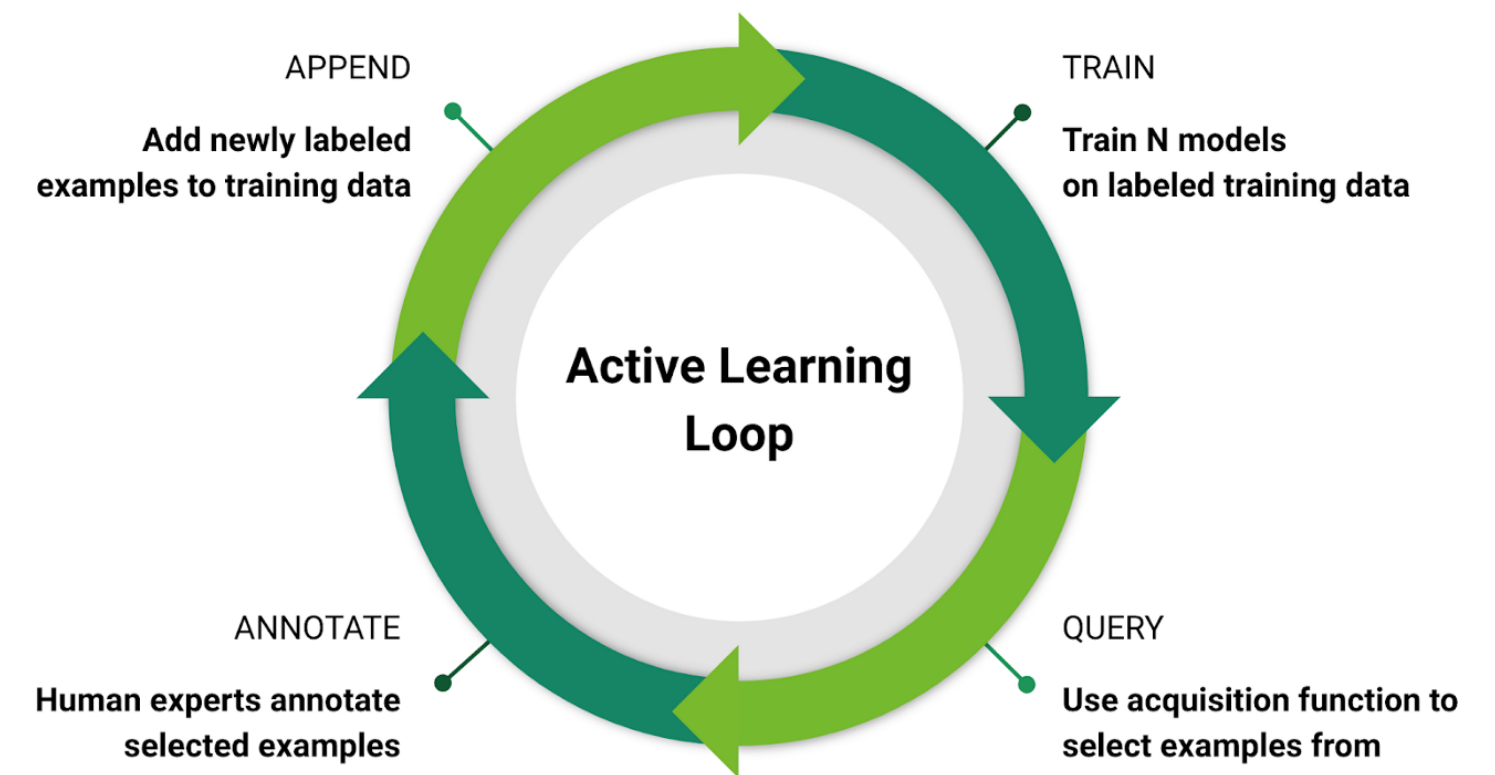 APPEND
Add newly labeled
examples to training data
TRAIN
Train N models
on labeled training data
Active Learning
Loop
ANNOTATE
Human experts annotate
selected examples
QUERY
Use acquisition function to
select examples from